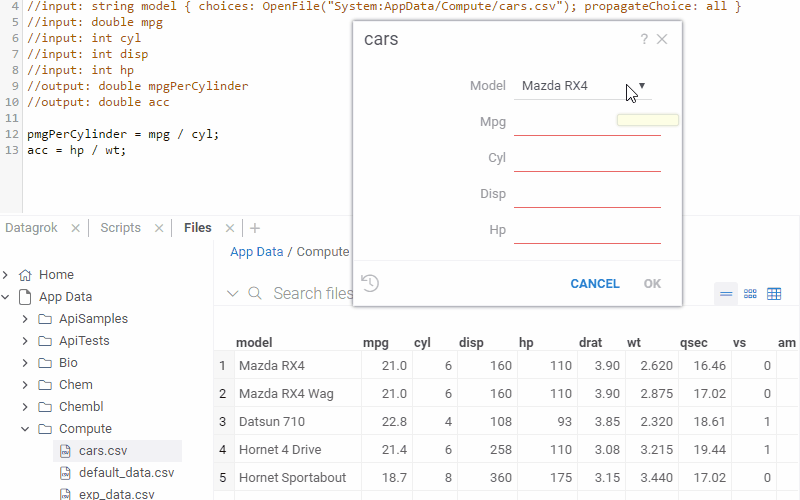 4 //input: string model { choices: OpenFile("System:AppData/Compute/cars.csv"); propagateChoice: all }
5 //input: double mpg
6 //input: int cyl
7 //input: int disp
8 //input: int hp
9 //output: double mpgPerCylinder
10 //output: double acc
11
12 pmgPerCylinder = mpg / cyl;
13 acc = hp / wt;
cars ?
Model Mazda RX4
Mpg
Cyl
Disp
Hp
CANCEL OK
Datagrok Scripts Files
App Data / Compute
Search files
Home
App Data
ApiSamples
ApiTests
Bio
Chem
Chembl
Compute
cars.csv
default_data.csv
exp_data.csv
model mpg cyl disp hp drat wt qsec vs am
1 Mazda RX4 21.0 6 160 110 3.90 2.620 16.46 0
2 Mazda RX4 Wag 21.0 6 160 110 3.90 2.875 17.02 0
3 Datsun 710 22.8 4 108 93 3.85 2.320 18.61 1
4 Hornet 4 Drive 21.4 6 258 110 3.08 3.215 19.44 1
5 Hornet Sportabout 18.7 8 360 175 3.15 3.440 17.02 0